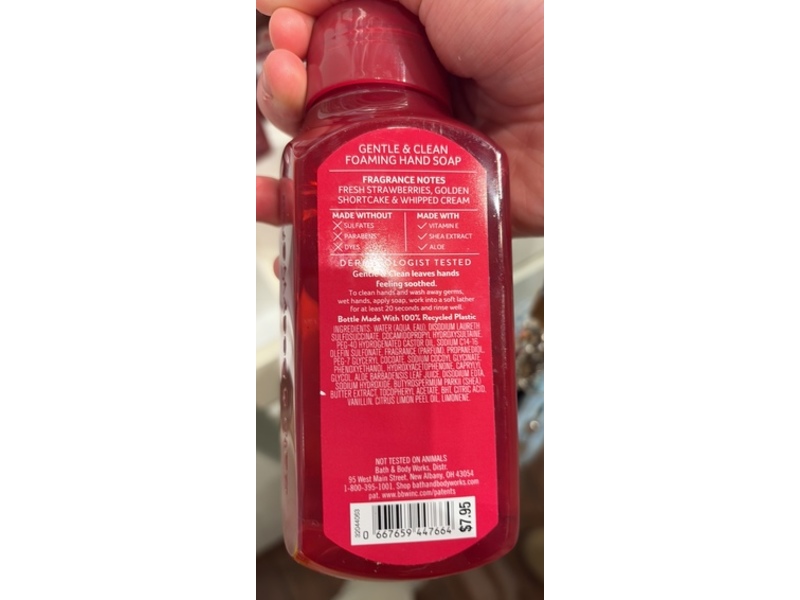 GENTLE & CLEAN
FOAMING HAND SOAP
FRAGRANCE NOTES
FRESH STRAWBERRIES, GOLDEN
SHORTCAKE & WHIPPED CREAM
MADE WITHOUT
SULFATES
PARABENS
DYES
MADE WITH
VITAMIN E
SHEA EXTRACT
ALOE
DERMATOLOGIST TESTED
Gentle & Clean leaves hands
feeling soothed.
To clean hands and wash away germs,
wet hands, apply soap, work into a soft lather
for at least 20 seconds and rinse well.
Bottle Made With 100% Recycled Plastic
INGREDIENTS: WATER (AQUA, EAU), DISODIUM LAURETH
SULFOSUCCINATE, COCAMIDOPROPYL HYDROXYSULTAINE,
PEG-40 HYDROGENATED CASTOR OIL, SODIUM C14-16
OLEFIN SULFONATE, FRAGRANCE (PARFUM), PROPANEDIOL,
PEG-7 GLYCERYL COCOATE, SODIUM COCOYL GLYCINATE,
PHENOXYETHANOL, HYDROXYACETOPHENONE, CAPRYLYL
GLYCOL, ALOE BARBADENSIS LEAF JUICE, DISODIUM EDTA,
SODIUM HYDROXIDE, BUTYROSPERMUM PARKII (SHEA)
BUTTER EXTRACT, TOCOPHERYL ACETATE, BHT, CITRIC ACID,
VANILLIN, CITRUS LIMON PEEL OIL, LIMONENE.
NOT TESTED ON ANIMALS
Bath & Body Works, Distr.
95 West Main Street, New Albany, OH 43054
1-800-395-1001. Shop bathandbodyworks.com
pat. www.bbwinc.com/patents
0 667659 447664
$7.95